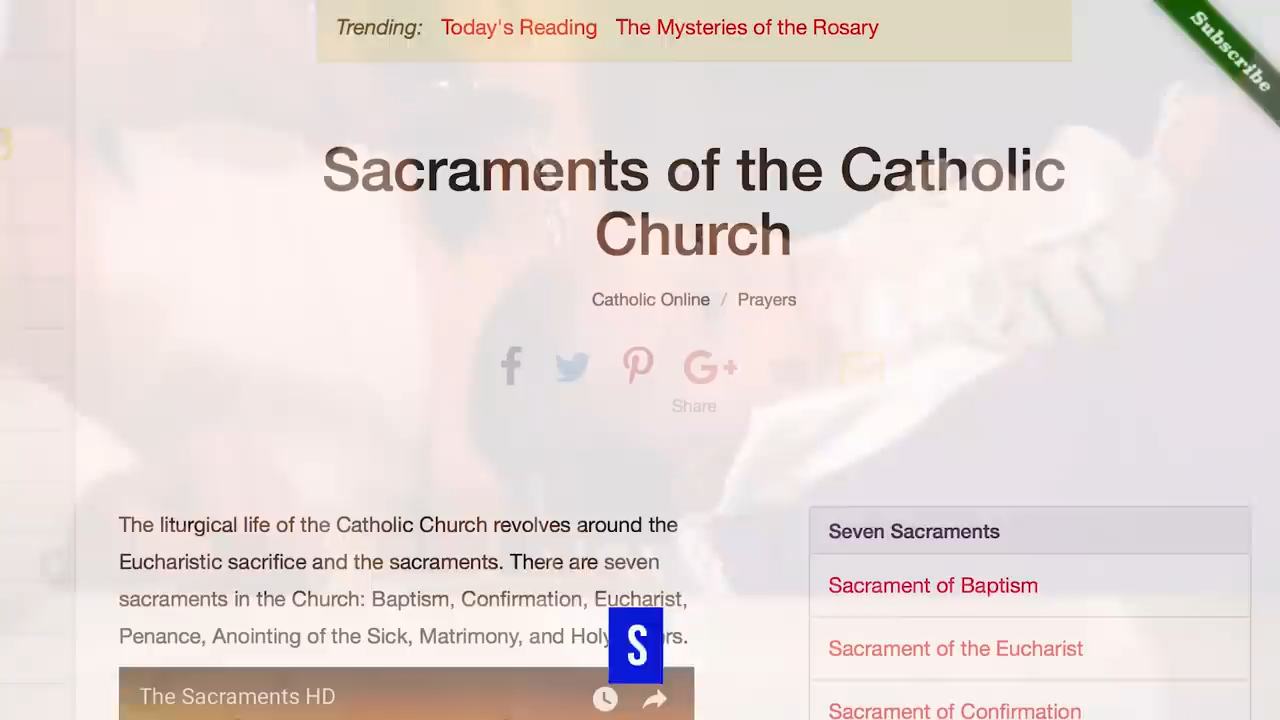 Trending: Today's Reading The Mysteries of the Rosary
Subscribe
Sacraments of the Catholic
Church
Catholic Online / Prayers
Share
The liturgical life of the Catholic Church revolves around the
Eucharistic sacrifice and the sacraments. There are seven
sacraments in the Church: Baptism, Confirmation, Eucharist,
Penance, Anointing of the Sick, Matrimony, and Holy
S
The Sacraments HD
Seven Sacraments
Sacrament of Baptism
Sacrament of the Eucharist
Sacrament of Confirmation